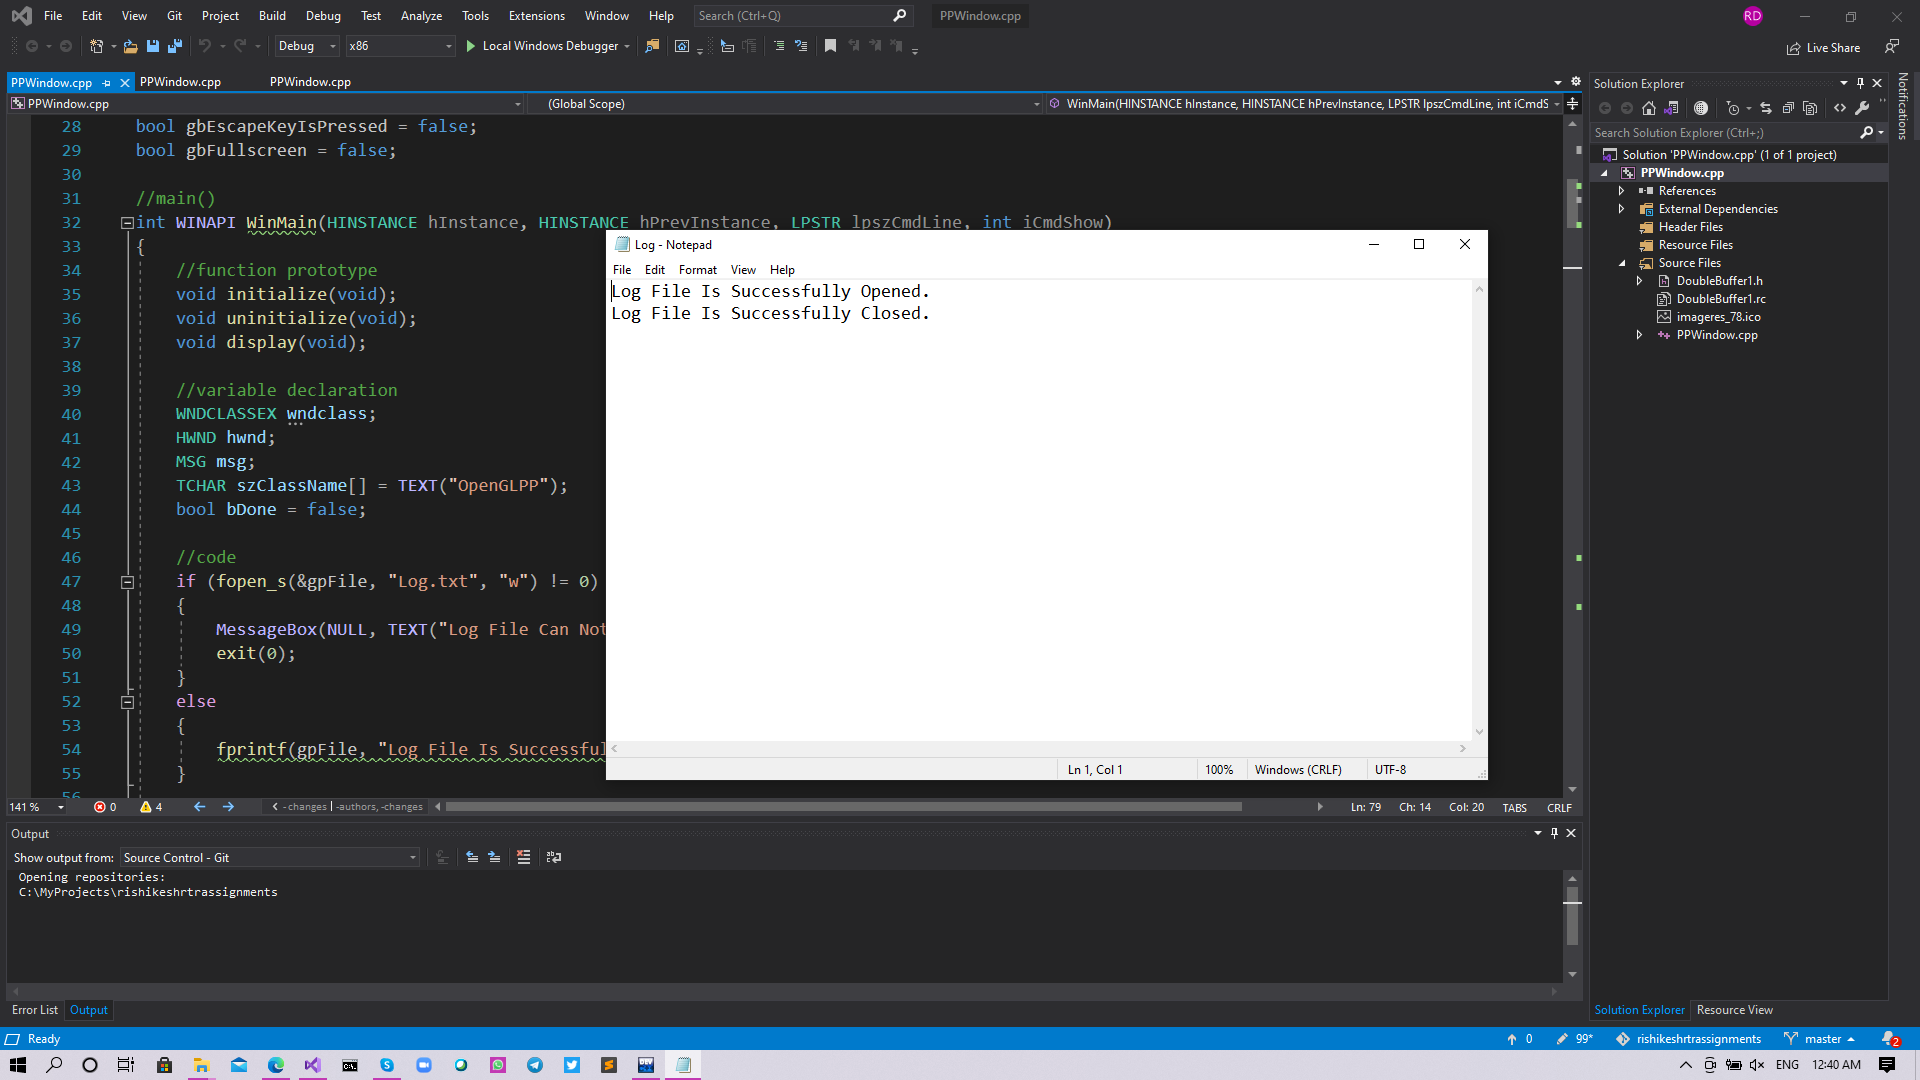 File Edit View Git Project Build Debug Test Analyze Tools Extensions Window Help Search (Ctrl+Q) PPWindow.cpp RD
Debug x86 Local Windows Debugger Live Share
PPWindow.cpp PPWindow.cpp PPWindow.cpp
PPWindow.cpp (Global Scope) WinMain(HINSTANCE hInstance, HINSTANCE hPrevInstance, LPSTR lpszCmdLine, int iCmdS
28 bool gbEscapeKeyIsPressed = false;
29 bool gbFullscreen = false;
30
31 //main()
32 int WINAPI WinMain(HINSTANCE hInstance, HINSTANCE hPrevInstance, LPSTR lpszCmdLine, int iCmdShow)
33 {
34 //function prototype
35 void initialize(void);
36 void uninitialize(void);
37 void display(void);
38
39 //variable declaration
40 WNDCLASSEX wndclass;
41 HWND hwnd;
42 MSG msg;
43 TCHAR szClassName[] = TEXT("OpenGLPP");
44 bool bDone = false;
45
46 //code
47 if (fopen_s(&gpFile, "Log.txt", "w") != 0)
48 {
49 MessageBox(NULL, TEXT("Log File Can Not
50 exit(0);
51 }
52 else
53 {
54 fprintf(gpFile, "Log File Is Successful
55 }
56
Log - Notepad
File Edit Format View Help
Log File Is Successfully Opened.
Log File Is Successfully Closed.
Ln 1, Col 1 100% Windows (CRLF) UTF-8
141 % 0 4 - changes | -authors, -changes Ln: 79 Ch: 14 Col: 20 TABS CRLF
Output
Show output from: Source Control - Git
Opening repositories:
C:\MyProjects\rishikeshrtrassignments
Error List Output
Solution Explorer
Search Solution Explorer (Ctrl+;)
Solution 'PPWindow.cpp' (1 of 1 project)
PPWindow.cpp
References
External Dependencies
Header Files
Resource Files
Source Files
DoubleBuffer1.h
DoubleBuffer1.rc
imageres_78.ico
PPWindow.cpp
Solution Explorer Resource View
Notifications
Ready 0 99* rishikeshrtrassignments master 2
ENG 12:40 AM